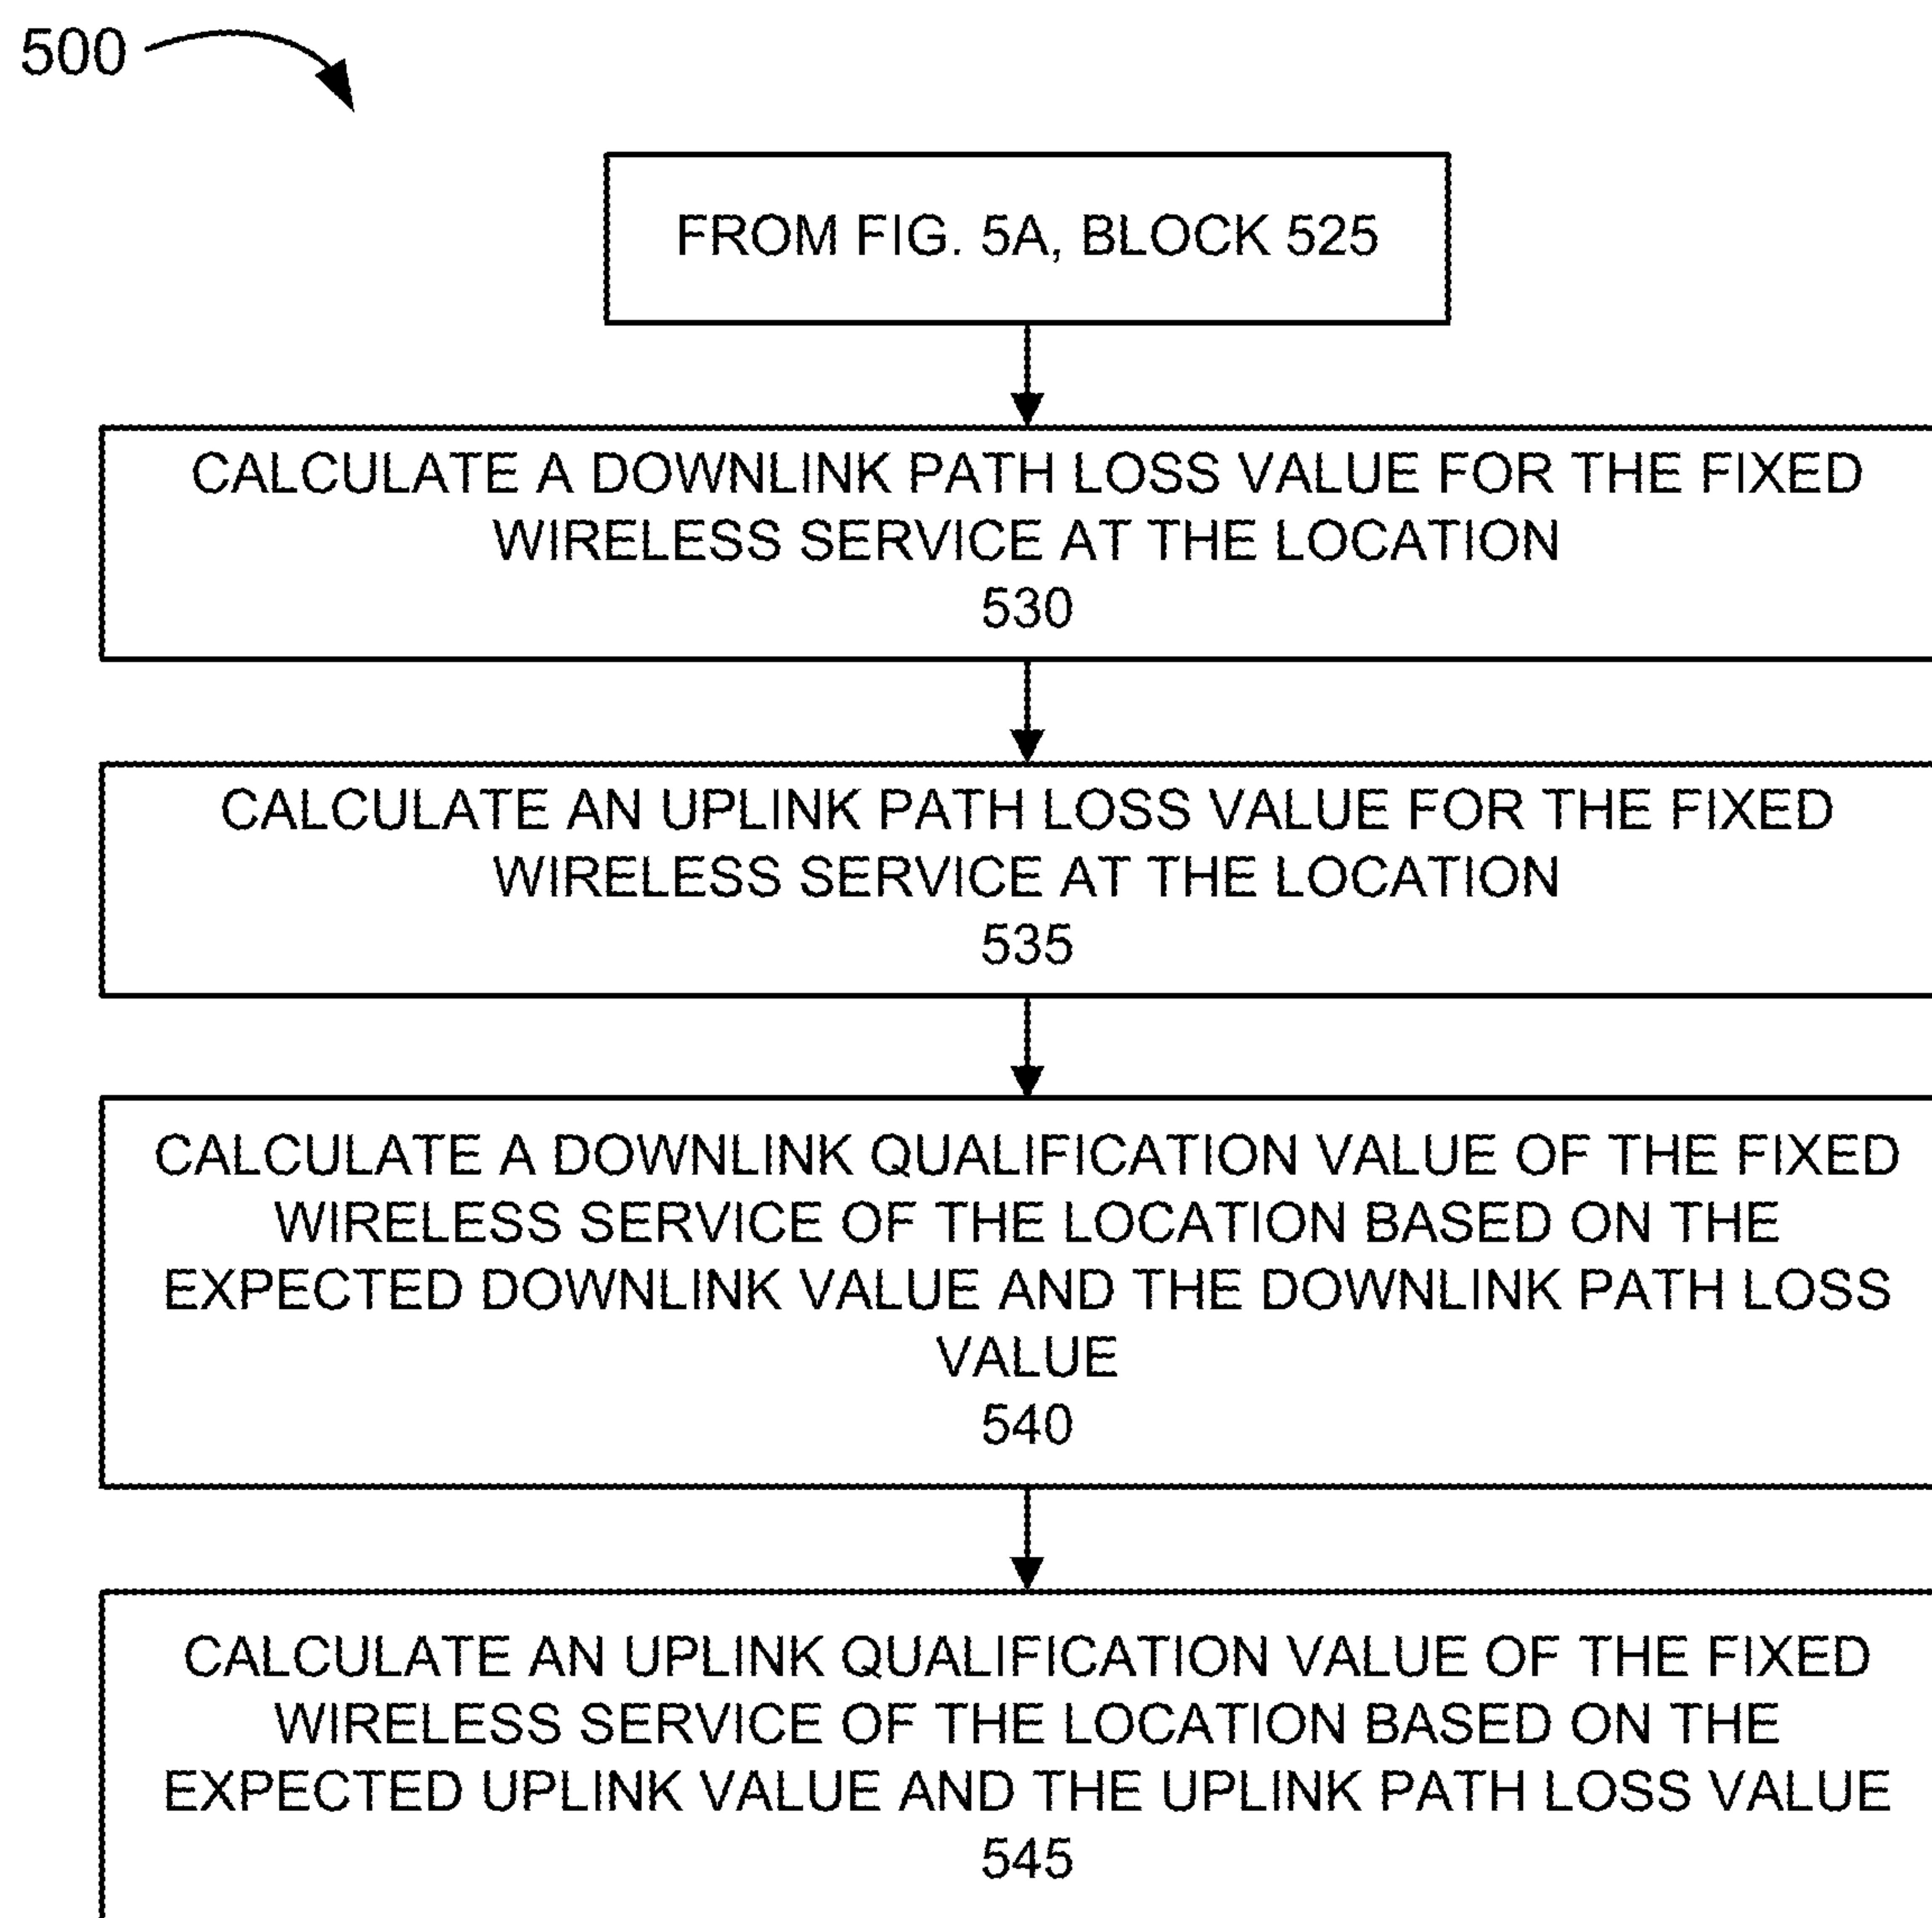 500
FROM FIG. 5A, BLOCK 525
CALCULATE A DOWNLINK PATH LOSS VALUE FOR THE FIXED
WIRELESS SERVICE AT THE LOCATION
530
CALCULATE AN UPLINK PATH LOSS VALUE FOR THE FIXED
WIRELESS SERVICE AT THE LOCATION
535
CALCULATE A DOWNLINK QUALIFICATION VALUE OF THE FIXED
WIRELESS SERVICE OF THE LOCATION BASED ON THE
EXPECTED DOWNLINK VALUE AND THE DOWNLINK PATH LOSS
VALUE
540
CALCULATE AN UPLINK QUALIFICATION VALUE OF THE FIXED
WIRELESS SERVICE OF THE LOCATION BASED ON THE
EXPECTED UPLINK VALUE AND THE UPLINK PATH LOSS VALUE
545